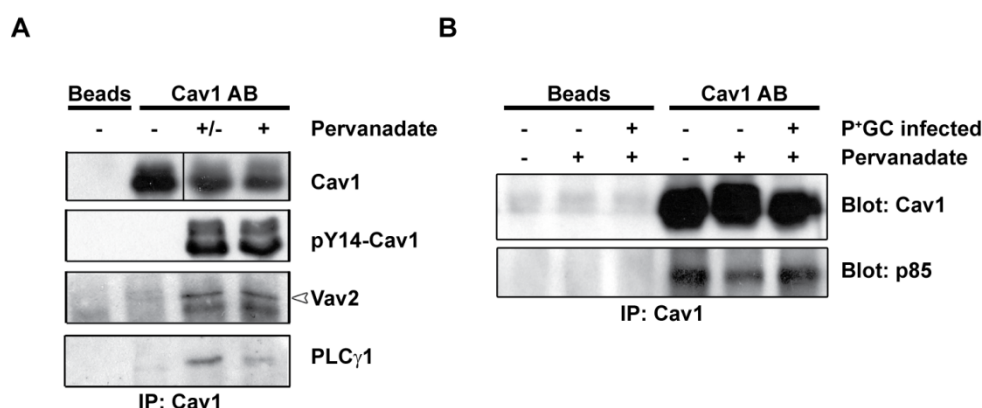 A
B
Beads Cav1 AB
- - +/- + Pervanadate
Cav1
pY14-Cav1
Vav2
PLCγ1
IP: Cav1
Beads Cav1 AB
- - + - - + P⁺GC infected
- + + - + + Pervanadate
Blot: Cav1
Blot: p85
IP: Cav1